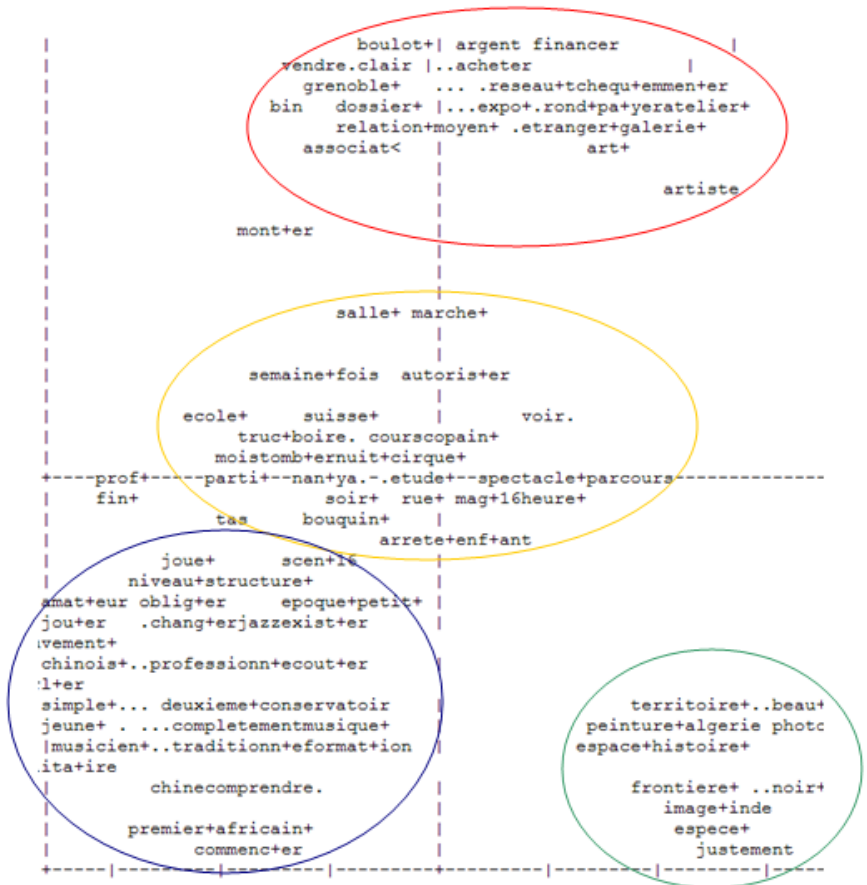 boulot+| argent financer
vendre.clair |..acheter
grenoble+ ... .reseau+tchequ+emmen+er
bin dossier+ |...expo+.rond+pa+yeratelier+
relation+moyen+ .etranger+galerie+
associat< | art+
artiste
mont+er
salle+ marche+
semaine+fois autoris+er
ecole+ suisse+ | voir.
truc+boire. courscopain+
moistomb+ernuit+cirque+
+----prof+-----parti+--nan+ya.-.etude+--spectacle+parcours-------------
fin+ soir+ rue+ mag+16heure+
tas bouquin+ |
arrete+enf+ant
joue+ scen+16
niveau+structure+
amat+eur oblig+er epoque+petit+ |
jou+er .chang+erjazzexist+er
vement+
chinois+..professionn+ecout+er
l+er
simple+... deuxieme+conservatoir territoire+..beau+
jeune+ . ...completementmusique+ peinture+algerie photo
|musicien+..traditionn+eformat+ion espace+histoire+
ita+ire
chinecomprendre. frontiere+ ..noir+
image+inde
premier+africain+ espece+
commenc+er justement
+-----|---------|---------|---------+---------|---------|---------|-----